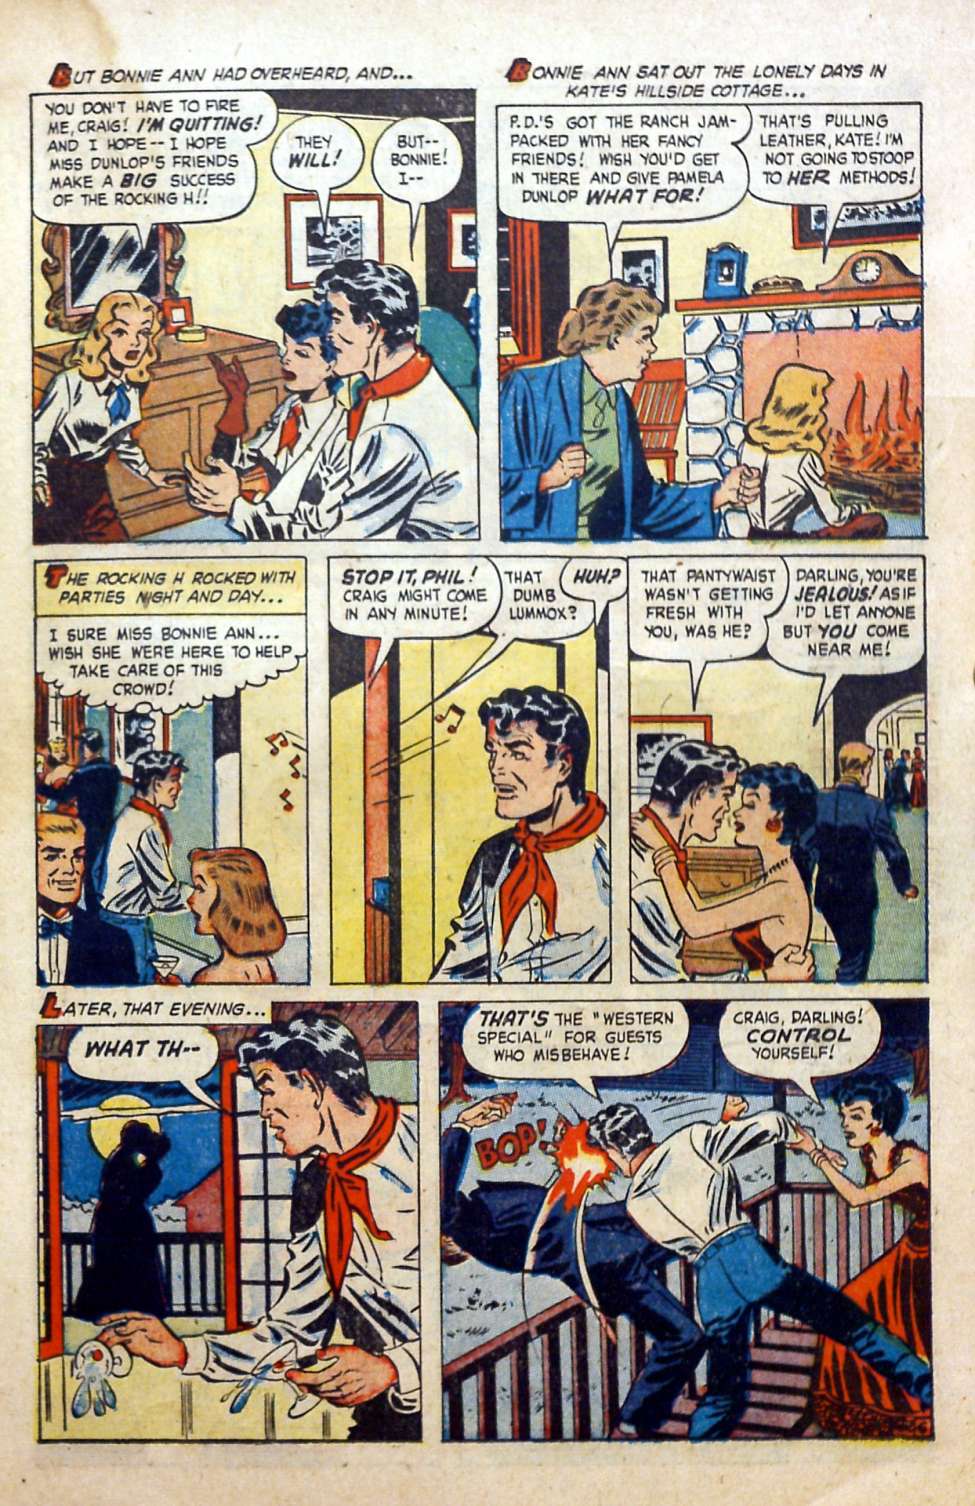 BUT BONNIE ANN HAD OVERHEARD, AND...
YOU DON'T HAVE TO FIRE
ME, CRAIG! I'M QUITTING!
AND I HOPE-- I HOPE
MISS DUNLOP'S FRIENDS
MAKE A BIG SUCCESS
OF THE ROCKING H!!
THEY
WILL!
BUT--
BONNIE!
I--
BONNIE ANN SAT OUT THE LONELY DAYS IN
KATE'S HILLSIDE COTTAGE...
P.D.'S GOT THE RANCH JAM-
PACKED WITH HER FANCY
FRIENDS! WISH YOU'D GET
IN THERE AND GIVE PAMELA
DUNLOP WHAT FOR!
THAT'S PULLING
LEATHER, KATE! I'M
NOT GOING TO STOOP
TO HER METHODS!
THE ROCKING H ROCKED WITH
PARTIES NIGHT AND DAY...
I SURE MISS BONNIE ANN...
WISH SHE WERE HERE TO HELP
TAKE CARE OF THIS
CROWD!
STOP IT, PHIL!
CRAIG MIGHT COME
IN ANY MINUTE!
THAT
DUMB
LUMMOX?
HUH?
THAT PANTYWAIST
WASN'T GETTING
FRESH WITH
YOU, WAS HE?
DARLING, YOU'RE
JEALOUS! AS IF
I'D LET ANYONE
BUT YOU COME
NEAR ME!
LATER, THAT EVENING...
WHAT TH--
THAT'S THE "WESTERN
SPECIAL" FOR GUESTS
WHO MISBEHAVE!
CRAIG, DARLING!
CONTROL
YOURSELF!
BOP!